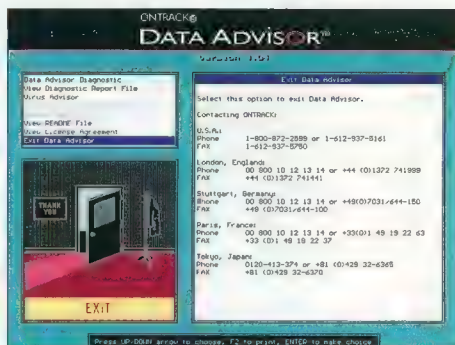 ONTRACK®
DATA ADVISOR™
Version 1.01
Data Advisor Diagnostic
View Diagnostic Report File
Virus Advisor
View README File
View License Agreement
Exit Data Advisor
THANK YOU
EXIT
Exit Data Advisor
Select this option to exit Data Advisor.
Contacting ONTRACK:
U.S.A.:
Phone 1-800-872-2599 or 1-612-937-5161
FAX 1-612-937-5750
London, England:
Phone 00 800 10 12 13 14 or +44 (0)1372 741999
FAX +44 (0)1372 741441
Stuttgart, Germany:
Phone 00 800 10 12 13 14 or +49(0)7031/644-150
FAX +49 (0)7031/644-100
Paris, France:
Phone 00 800 10 12 13 14 or +33(0)1 49 19 22 63
FAX +33 (0)1 49 19 22 37
Tokyo, Japan:
Phone 0120-413-374 or +81 (0)429 32-6365
FAX +81 (0)429 32-6370
Press UP-DOWN arrow to choose, F2 to print, ENTER to make choice